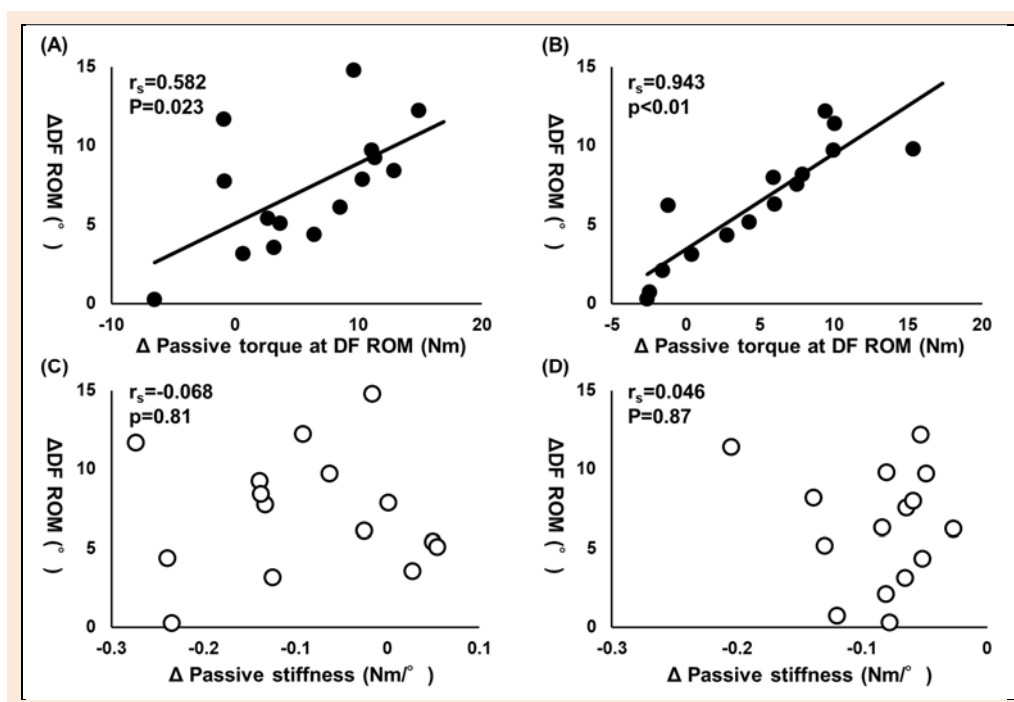 (A)
r_s=0.582
P=0.023
15
10
5
0
ΔDF ROM (°)
-10 0 10 20
Δ Passive torque at DF ROM (Nm)
(B)
r_s=0.943
p<0.01
15
10
5
0
ΔDF ROM (°)
-5 0 5 10 15 20
Δ Passive torque at DF ROM (Nm)
(C)
r_s=-0.068
p=0.81
15
10
5
0
ΔDF ROM (°)
-0.3 -0.2 -0.1 0 0.1
Δ Passive stiffness (Nm/°)
(D)
r_s=0.046
P=0.87
15
10
5
0
ΔDF ROM (°)
-0.3 -0.2 -0.1 0
Δ Passive stiffness (Nm/°)